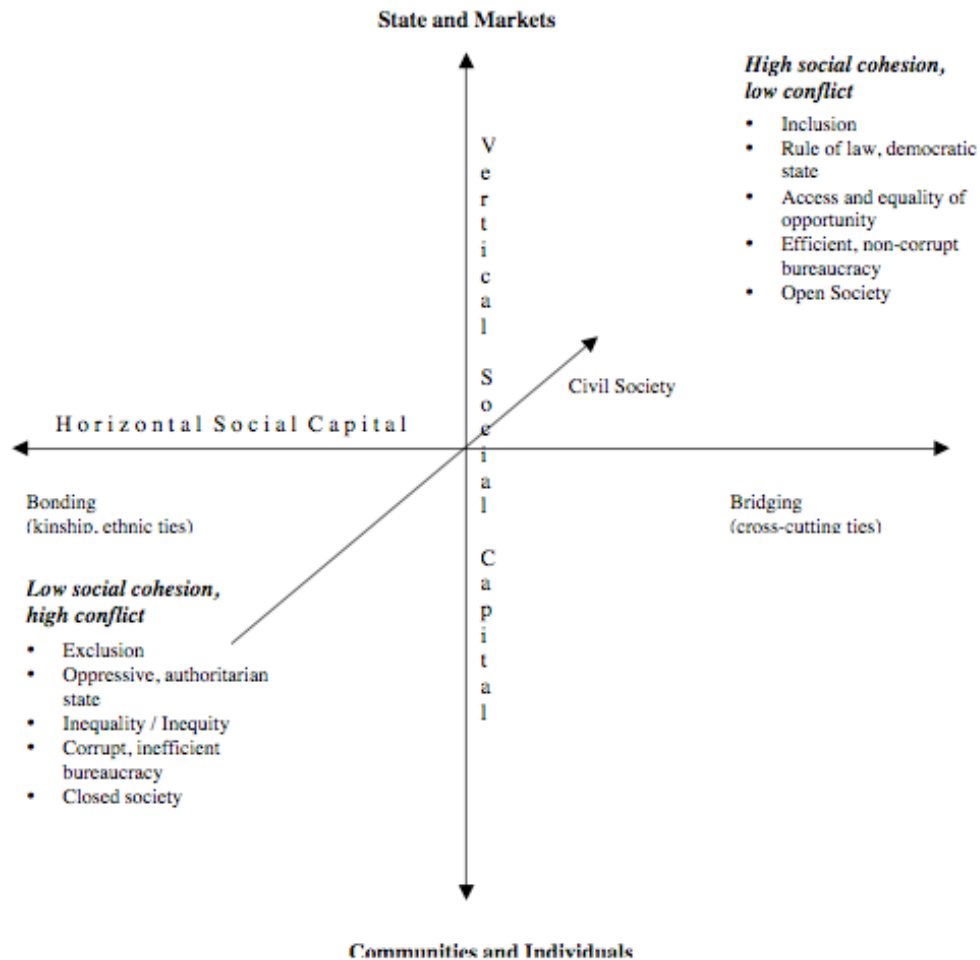 State and Markets
High social cohesion,
low conflict
• Inclusion
• Rule of law, democratic
state
• Access and equality of
opportunity
• Efficient, non-corrupt
bureaucracy
• Open Society
Vertical Social Capital
Civil Society
Horizontal Social Capital
Bonding
(kinship, ethnic ties)
Bridging
(cross-cutting ties)
Low social cohesion,
high conflict
• Exclusion
• Oppressive, authoritarian
state
• Inequality / Inequity
• Corrupt, inefficient
bureaucracy
• Closed society
Communities and Individuals